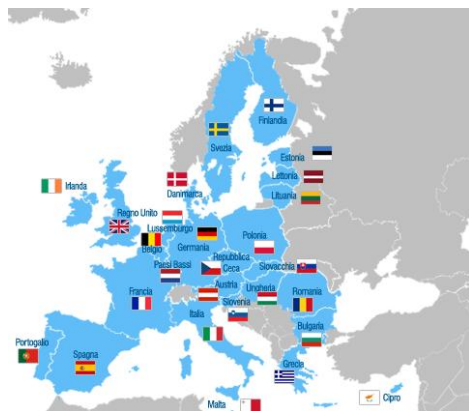 Finlandia
Svezia
Estonia
Lettonia
Lituania
Danimarca
Irlanda
Regno Unito
Lussemburgo
Belgio
Germania
Polonia
Paesi Bassi
Repubblica
Ceca
Slovacchia
Austria
Ungheria
Francia
Romania
Slovenia
Italia
Bulgaria
Portogallo
Spagna
Grecia
Cipro
Malta